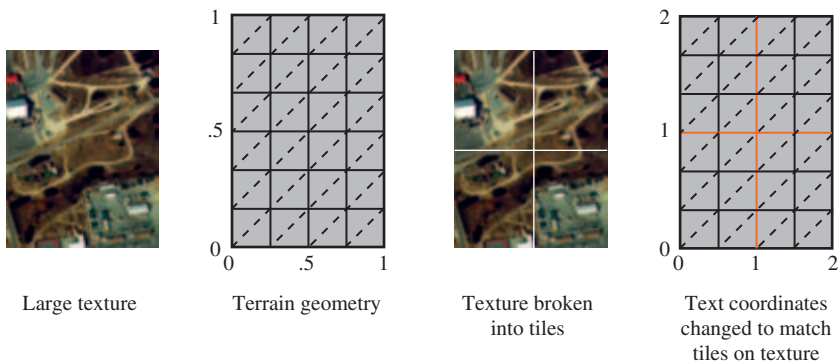 1
.5
0
0 .5 1
2
1
0
0 1 2
Large texture
Terrain geometry
Texture broken
into tiles
Text coordinates
changed to match
tiles on texture